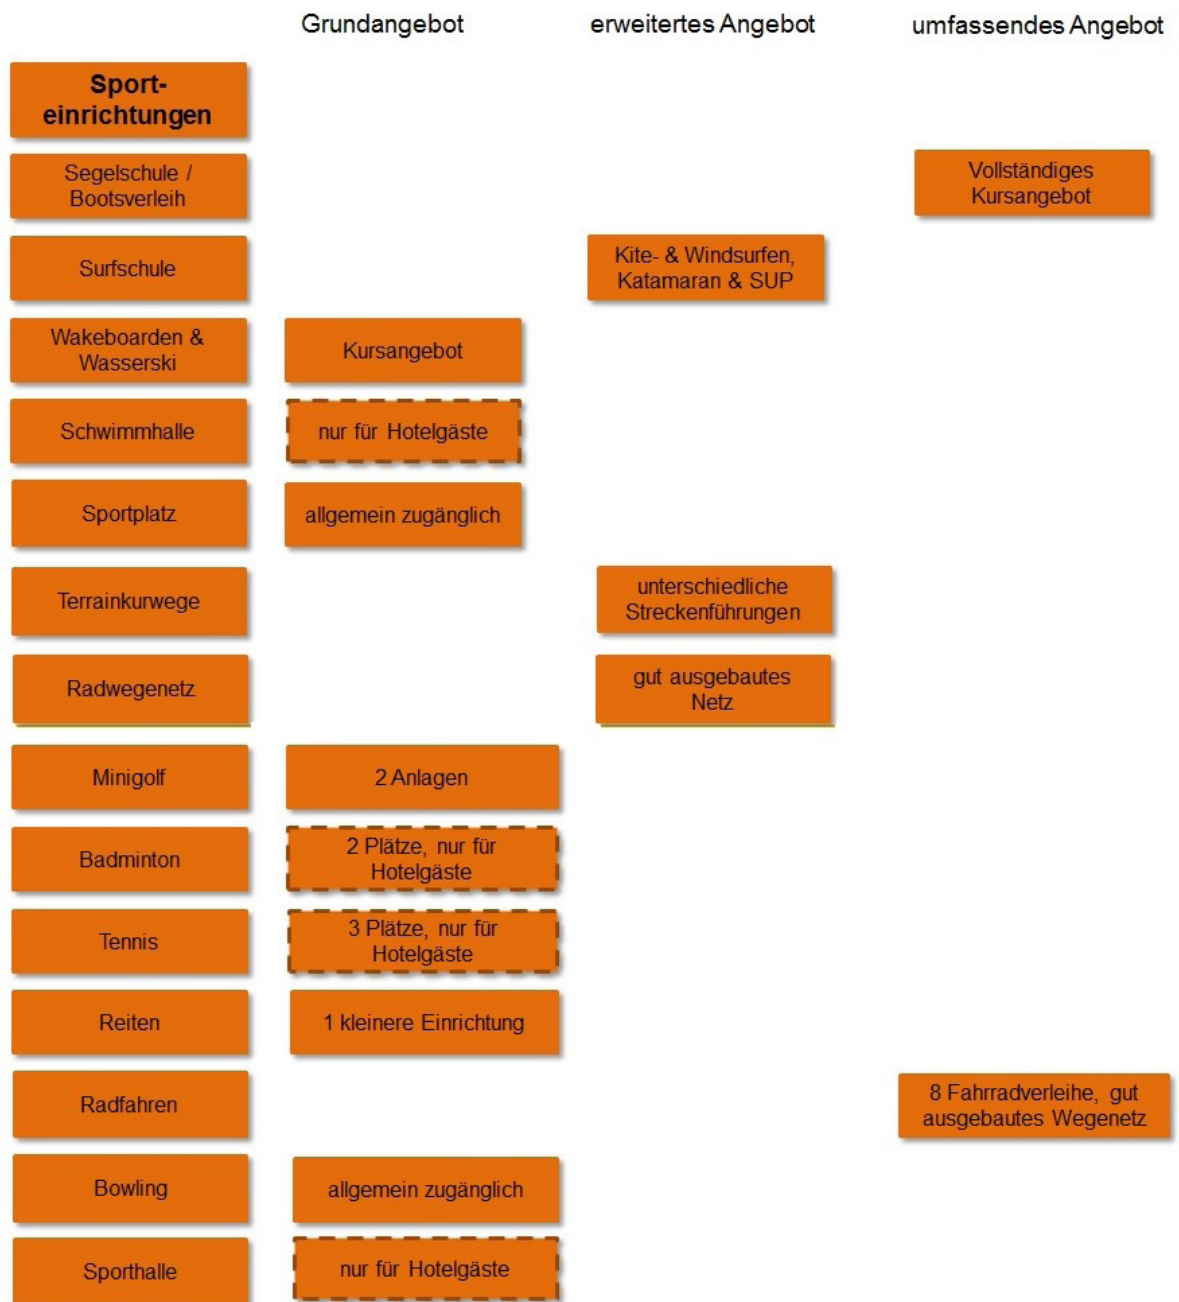 Grundangebot erweitertes Angebot umfassendes Angebot
Sport-
einrichtungen
Segelschule /
Bootsverleih
Vollständiges
Kursangebot
Surfschule
Kite- & Windsurfen,
Katamaran & SUP
Wakeboarden &
Wasserski
Kursangebot
Schwimmhalle
nur für Hotelgäste
Sportplatz
allgemein zugänglich
Terrainkurwege
unterschiedliche
Streckenführungen
Radwegenetz
gut ausgebautes
Netz
Minigolf
2 Anlagen
Badminton
2 Plätze, nur für
Hotelgäste
Tennis
3 Plätze, nur für
Hotelgäste
Reiten
1 kleinere Einrichtung
Radfahren
8 Fahrradverleihe, gut
ausgebautes Wegenetz
Bowling
allgemein zugänglich
Sporthalle
nur für Hotelgäste